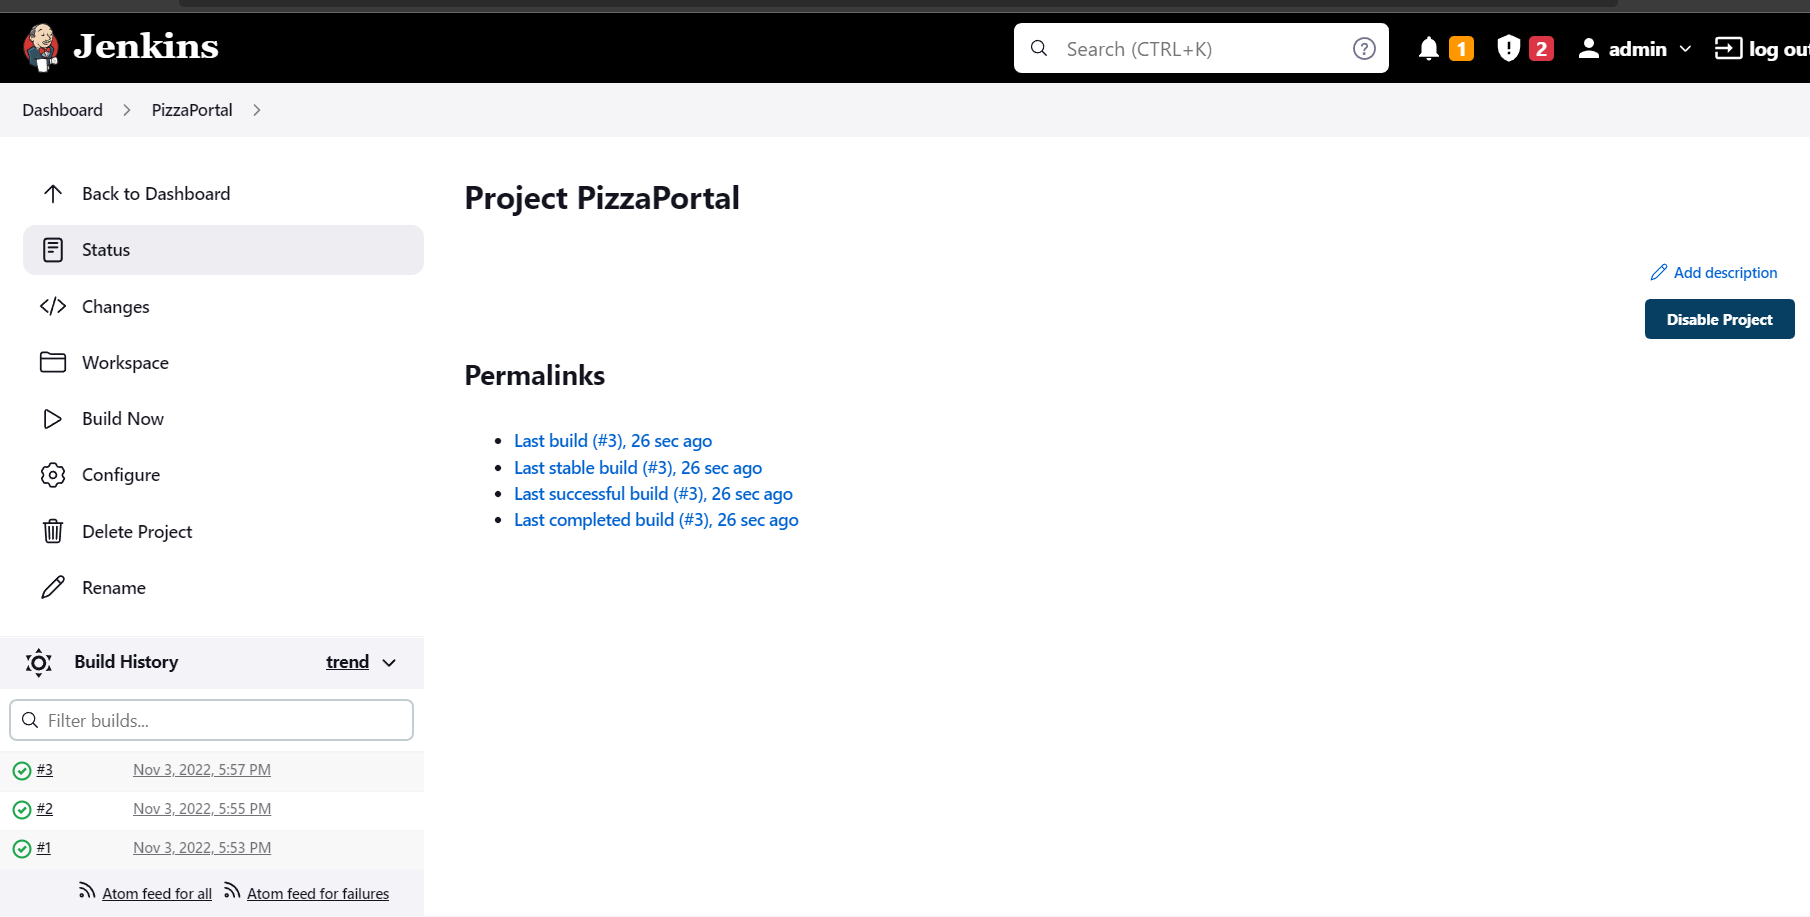 Jenkins
Search (CTRL+K)
1
2
admin
log out
Dashboard
PizzaPortal
Back to Dashboard
Status
Changes
Workspace
Build Now
Configure
Delete Project
Rename
Project PizzaPortal
Add description
Disable Project
Permalinks
Last build (#3), 26 sec ago
Last stable build (#3), 26 sec ago
Last successful build (#3), 26 sec ago
Last completed build (#3), 26 sec ago
Build History trend
Filter builds...
#3 Nov 3, 2022, 5:57 PM
#2 Nov 3, 2022, 5:55 PM
#1 Nov 3, 2022, 5:53 PM
Atom feed for all Atom feed for failures